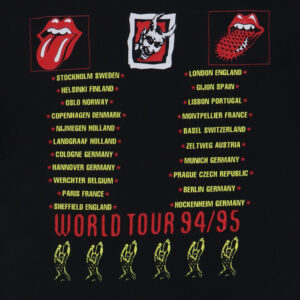 ★STOCKHOLM SWEDEN★
★HELSINKI FINLAND★
★OSLO NORWAY★
★COPENHAGEN DENMARK★
★NIJMEGEN HOLLAND★
★LANDGRAAF HOLLAND★
★COLOGNE GERMANY★
★HANNOVER GERMANY★
★WERCHTER BELGIUM★
★PARIS FRANCE★
★SHEFFIELD ENGLAND★
★LONDON ENGLAND★
★GIJON SPAIN★
★LISBON PORTUGAL★
★MONTPELLIER FRANCE★
★BASEL SWITZERLAND★
★ZELTWEG AUSTRIA★
★MUNICH GERMANY★
★PRAGUE CZECH REPUBLIC★
★BERLIN GERMANY★
★HOCKENHEIM GERMANY★
WORLD TOUR 94/95